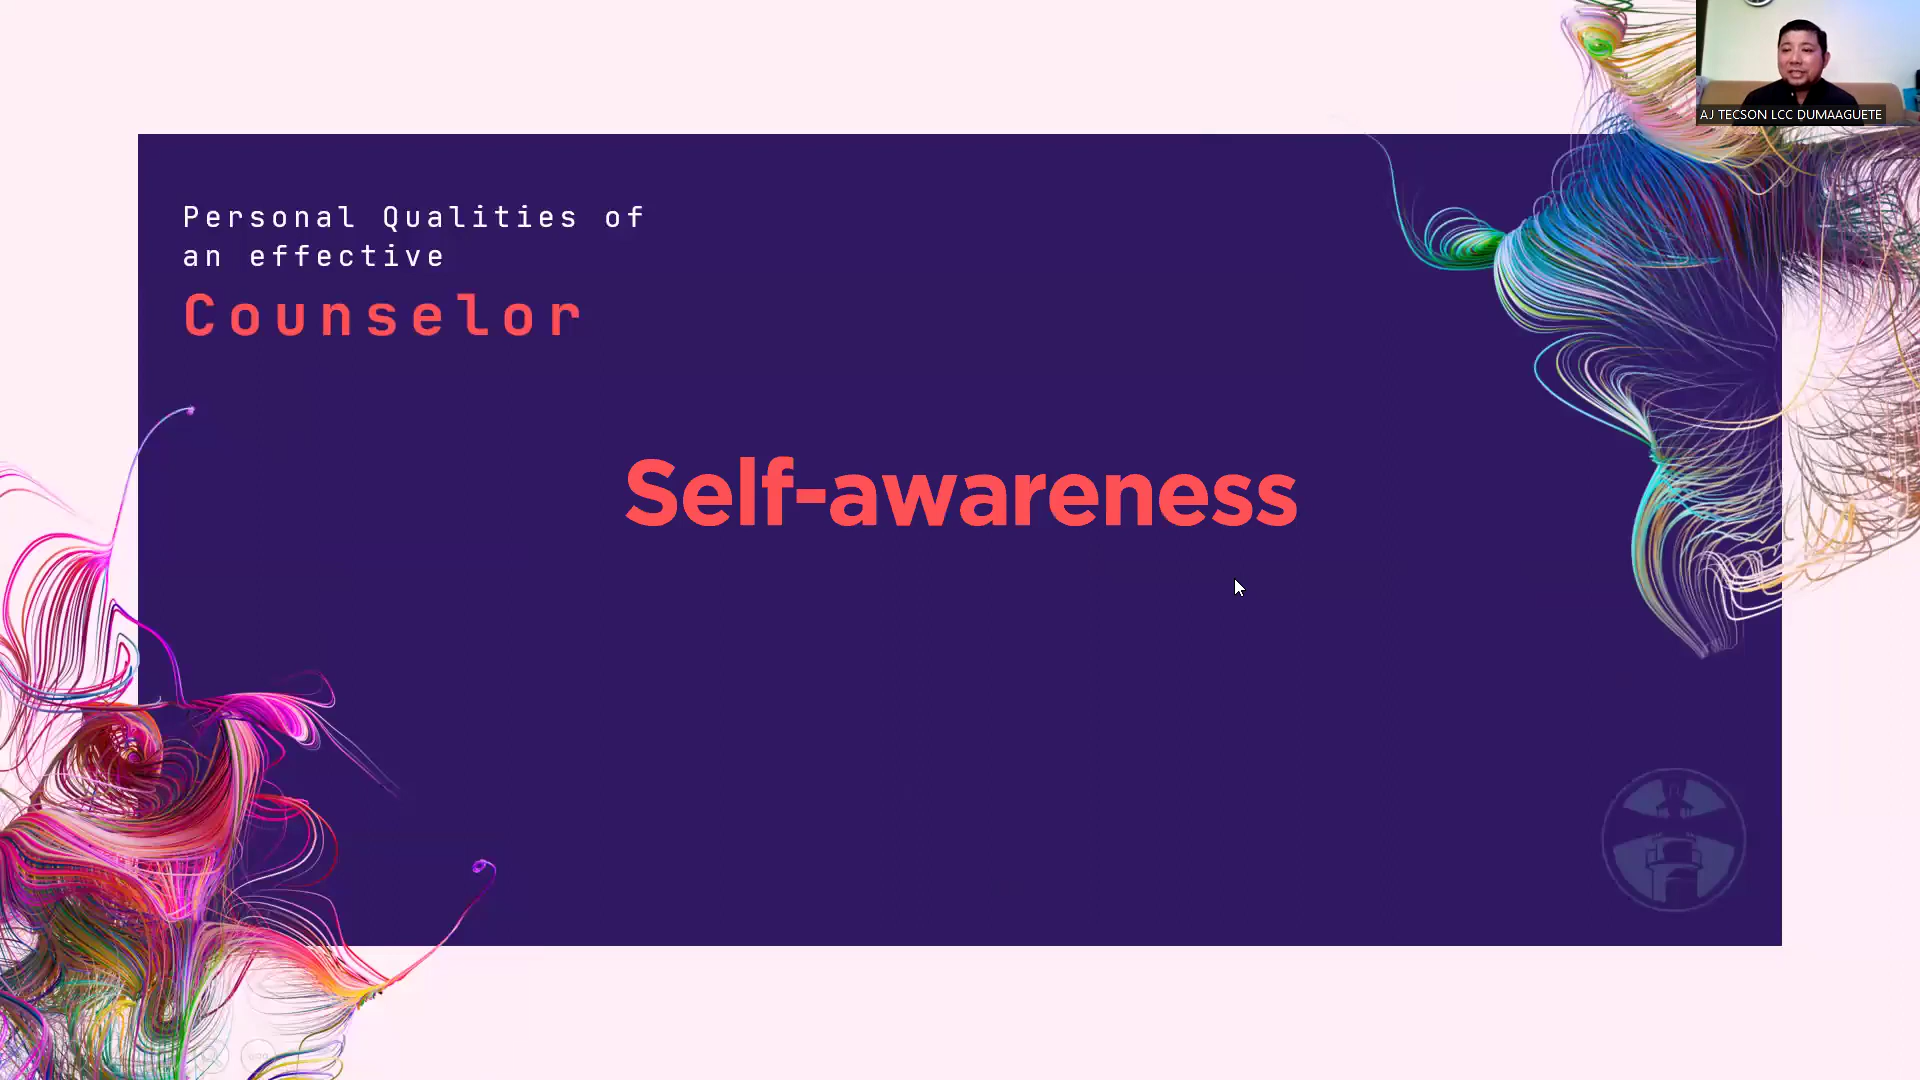 AJ TECSON LCC DUMAAGUETE
Personal Qualities of
an effective
Counselor
Self-awareness